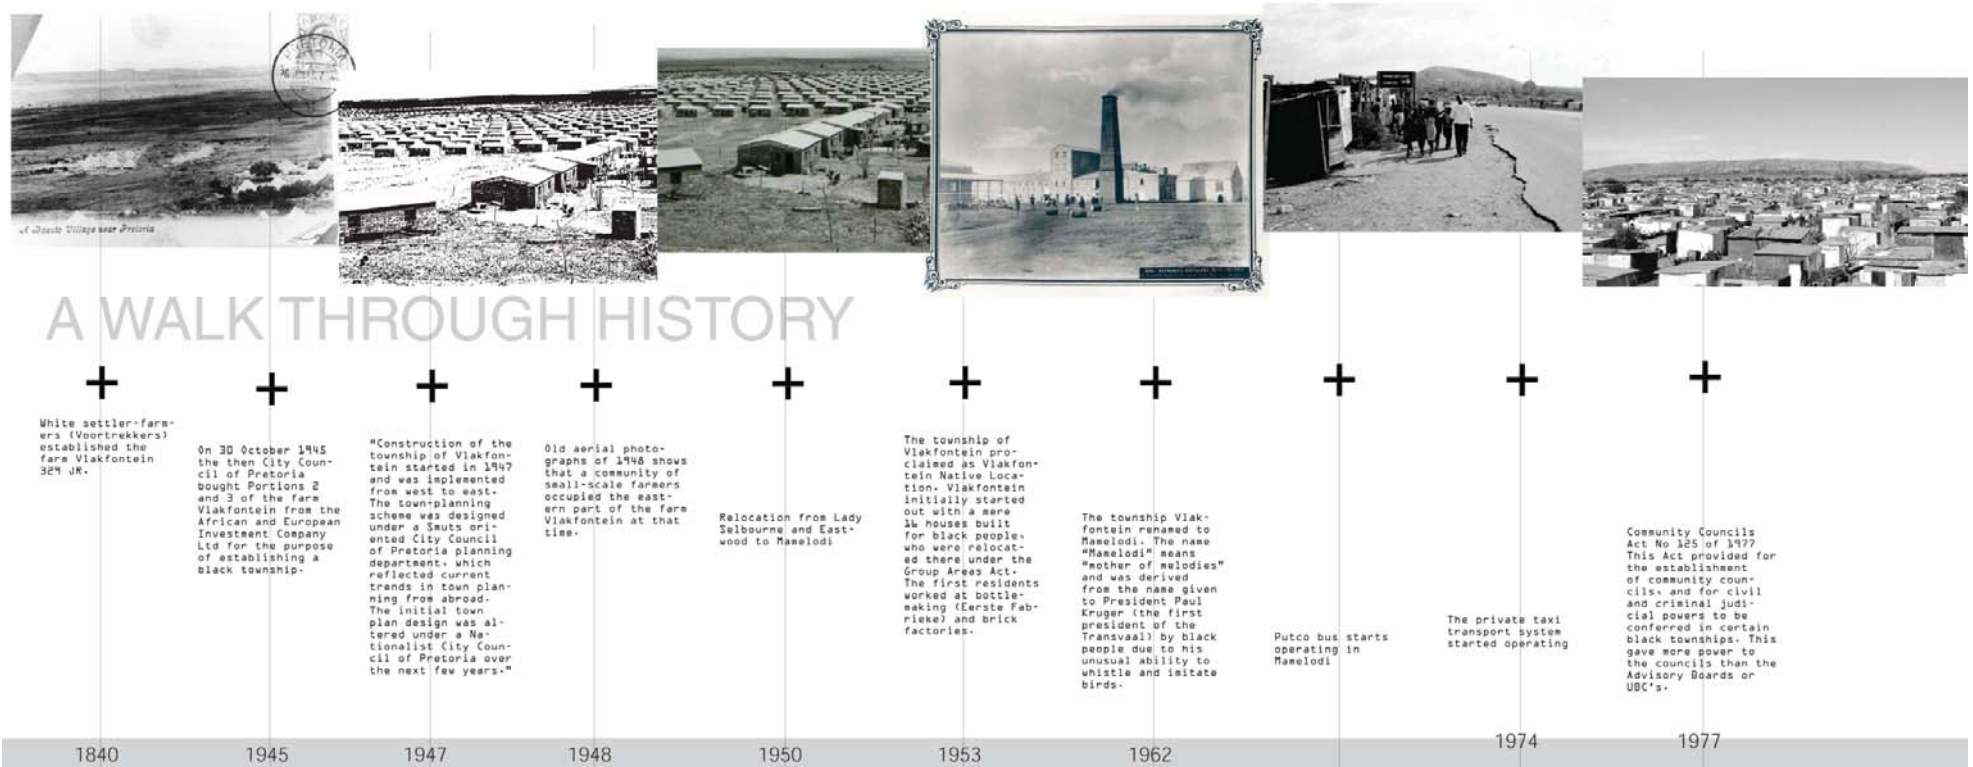 A Basuto Village near Pretoria
A WALK THROUGH HISTORY
White settler-farm-
ers (Voortrekkers)
established the
farm Vlakfontein
329 JR.
On 30 October 1945
the then City Coun-
cil of Pretoria
bought Portions 2
and 3 of the farm
Vlakfontein from the
African and European
Investment Company
Ltd for the purpose
of establishing a
black township.
"Construction of the
township of Vlakfon-
tein started in 1947
and was implemented
from west to east.
The town-planning
scheme was designed
under a Smuts ori-
ented City Council
of Pretoria planning
department, which
reflected current
trends in town plan-
ning from abroad.
The initial town
plan design was al-
tered under a Na-
tionalist City Coun-
cil of Pretoria over
the next few years."
Old aerial photo-
graphs of 1948 shows
that a community of
small-scale farmers
occupied the east-
ern part of the farm
Vlakfontein at that
time.
Relocation from Lady
Selbourne and East-
wood to Mamelodi
The township of
Vlakfontein pro-
claimed as Vlakfon-
tein Native Loca-
tion. Vlakfontein
initially started
out with a mere
16 houses built
for black people,
who were relocat-
ed there under the
Group Areas Act.
The first residents
worked at bottle-
making (Eerste Fab-
rieke) and brick
factories.
The township Vlak-
fontein renamed to
Mamelodi. The name
"Mamelodi" means
"mother of melodies"
and was derived
from the name given
to President Paul
Kruger (the first
president of the
Transvaal) by black
people due to his
unusual ability to
whistle and imitate
birds.
Putco bus starts
operating in
Mamelodi
The private taxi
transport system
started operating
Community Councils
Act No 125 of 1977
This Act provided for
the establishment
of community coun-
cils, and for civil
and criminal judi-
cial powers to be
conferred in certain
black townships. This
gave more power to
the councils than the
Advisory Boards or
UBC's.
1840
1945
1947
1948
1950
1953
1962
1974
1977